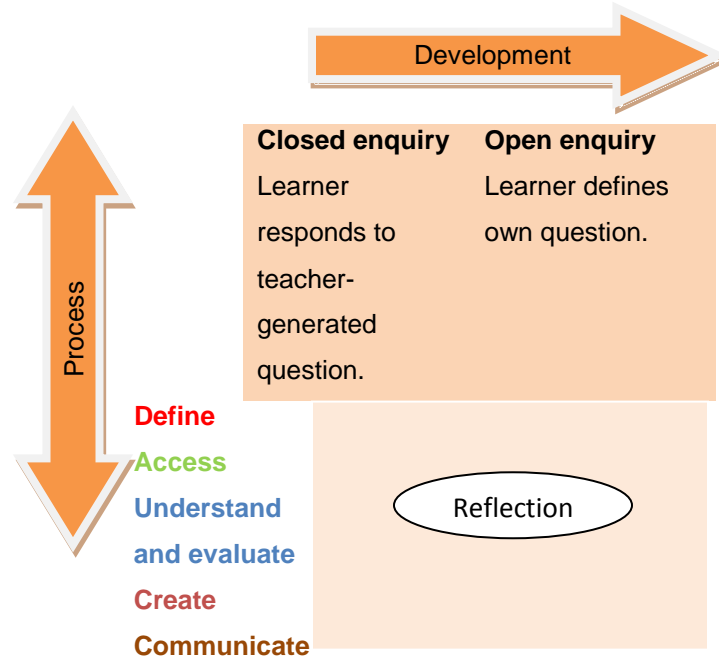 Development
Closed enquiry
Learner
responds to
teacher-
generated
question.
Open enquiry
Learner defines
own question.
Process
Define
Access
Understand
and evaluate
Create
Communicate
Reflection